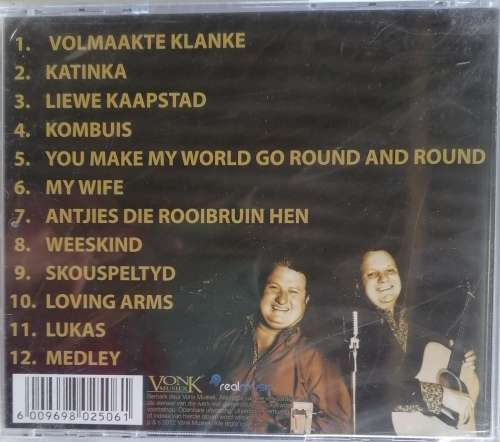 1. VOLMAAKTE KLANKE
2. KATINKA
3. LIEWE KAAPSTAD
4. KOMBUIS
5. YOU MAKE MY WORLD GO ROUND AND ROUND
6. MY WIFE
7. ANTJIES DIE ROOIBRUIN HEN
8. WEESKIND
9. SKOUSPELTYD
10. LOVING ARMS
11. LUKAS
12. MEDLEY
VONK
MUSIEK
realmusic
6 009698 025061